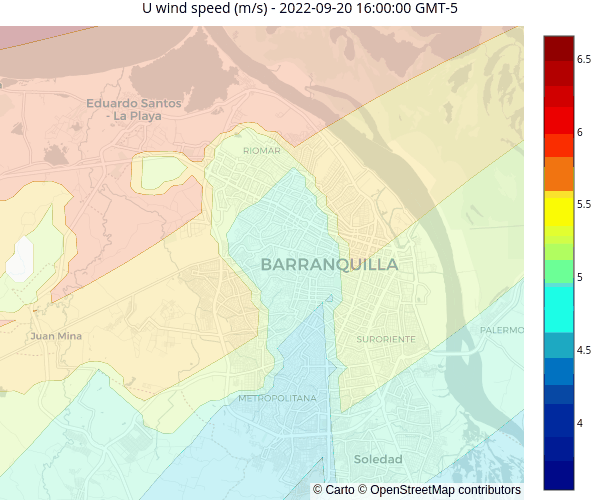 U wind speed (m/s) - 2022-09-20 16:00:00 GMT-5
6.5
Eduardo Santos
- La Playa
6
RIOMAR
5.5
BARRANQUILLA
5
Juan Mina
SURORIENTE
PALERMO
4.5
METROPOLITANA
4
Soledad
© Carto © OpenStreetMap contributors